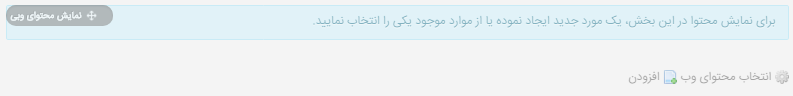 نمایش محتوای وبی
برای نمایش محتوا در این بخش، یک مورد جدید ایجاد نموده یا از موارد موجود یکی را انتخاب نمایید.
انتخاب محتوای وب افزودن